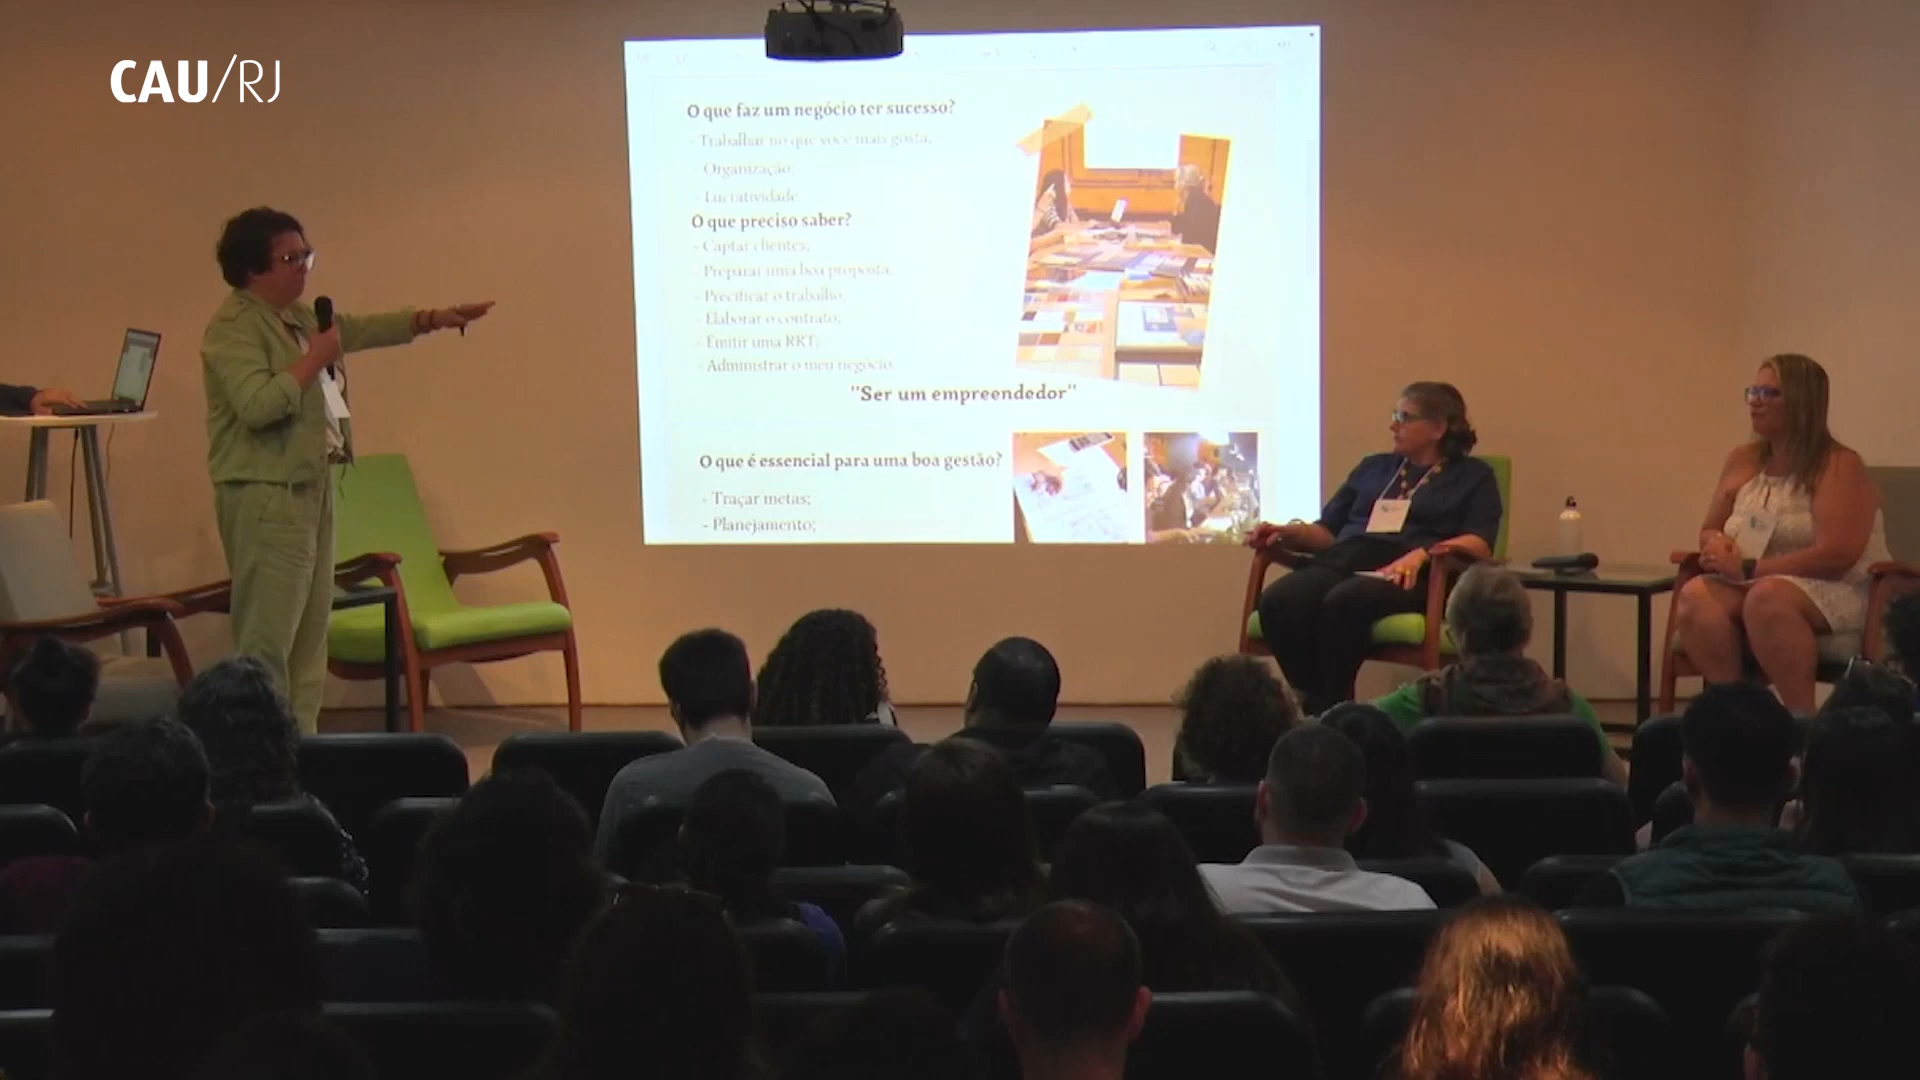 CAU/RJ
O que faz um negócio ter sucesso?
- Trabalhar no que você mais gosta;
Organização;
- Lucratividade
O que preciso saber?
- Captar clientes;
- Preparar uma boa proposta;
- Precificar o trabalho;
- Elaborar o contrato;
- Emitir uma RRT;
- Administrar o meu negócio
"Ser um empreendedor"
O que é essencial para uma boa gestão?
- Traçar metas;
- Planejamento;